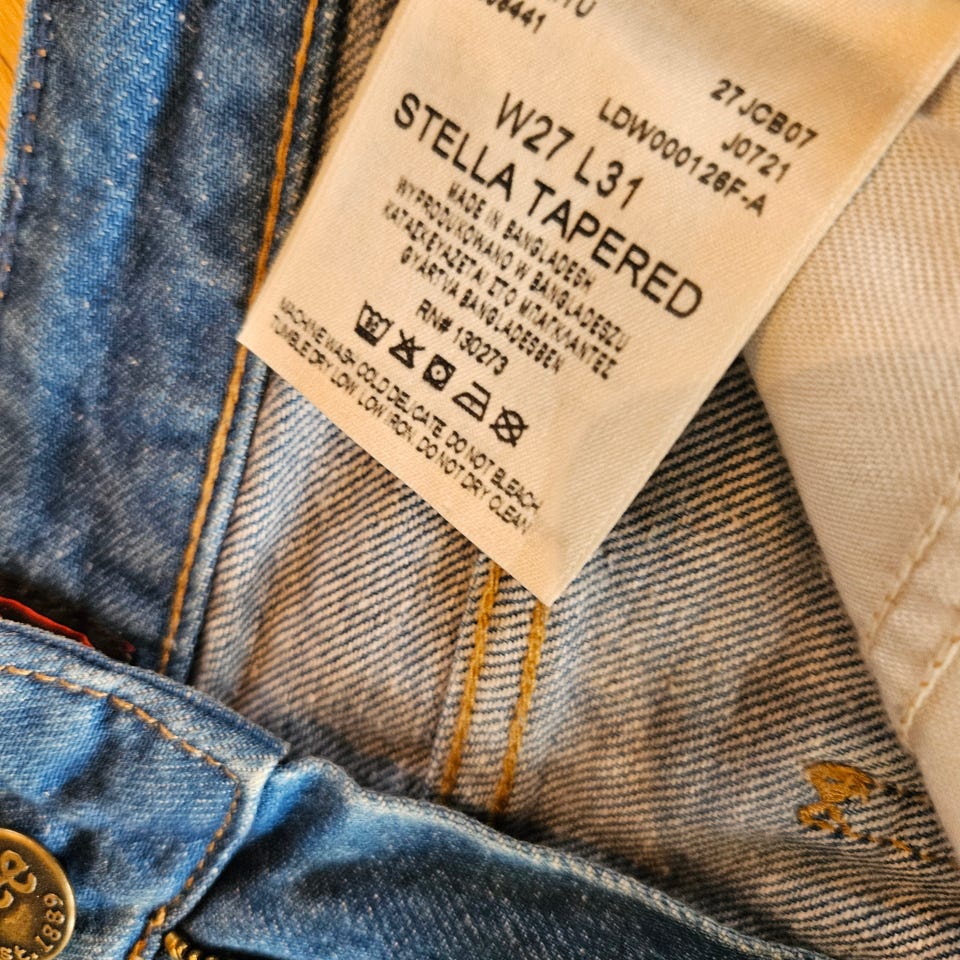 27JCB07
J0721
LDW000126F-A
W27 L31
STELLA TAPERED
MADE IN BANGLADESH
WYPRODUKOWANO W BANGLADESZU
ΚΑΤΑΣΚΕΥΑΖΕΤΑΙ ΣΤΟ ΜΠΑΓΚΛΑΝΤΕΣ
GYÁRTVA BANGLADESBEN
RN# 130273
MACHINE WASH COLD DELICATE. DO NOT BLEACH
TUMBLE DRY LOW. LOW IRON. DO NOT DRY CLEAN
1889